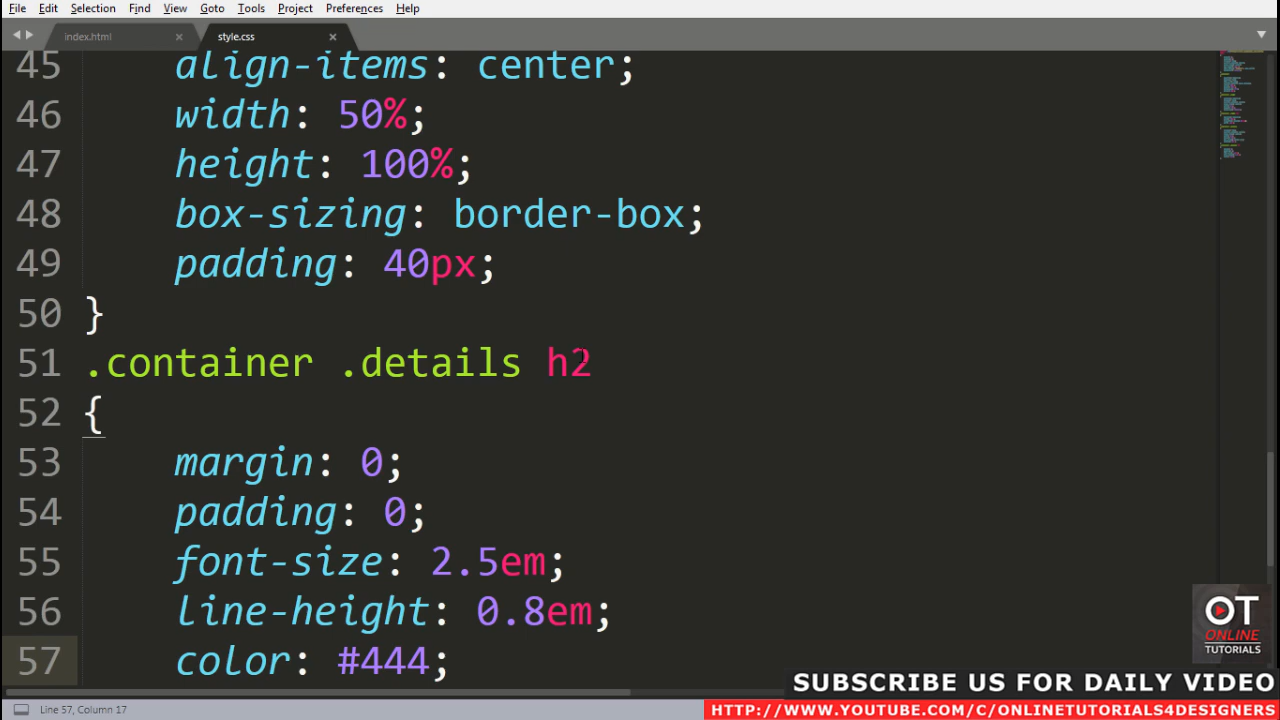 File Edit Selection Find View Goto Tools Project Preferences Help
index.html × style.css ×
45 align-items: center;
46 width: 50%;
47 height: 100%;
48 box-sizing: border-box;
49 padding: 40px;
50 }
51 .container .details h2
52 {
53 margin: 0;
54 padding: 0;
55 font-size: 2.5em;
56 line-height: 0.8em;
57 color: #444;
OT
ONLINE
TUTORIALS
SUBSCRIBE US FOR DAILY VIDEO
Line 57, Column 17
HTTP://WWW.YOUTUBE.COM/C/ONLINETUTORIALS4DESIGNERS